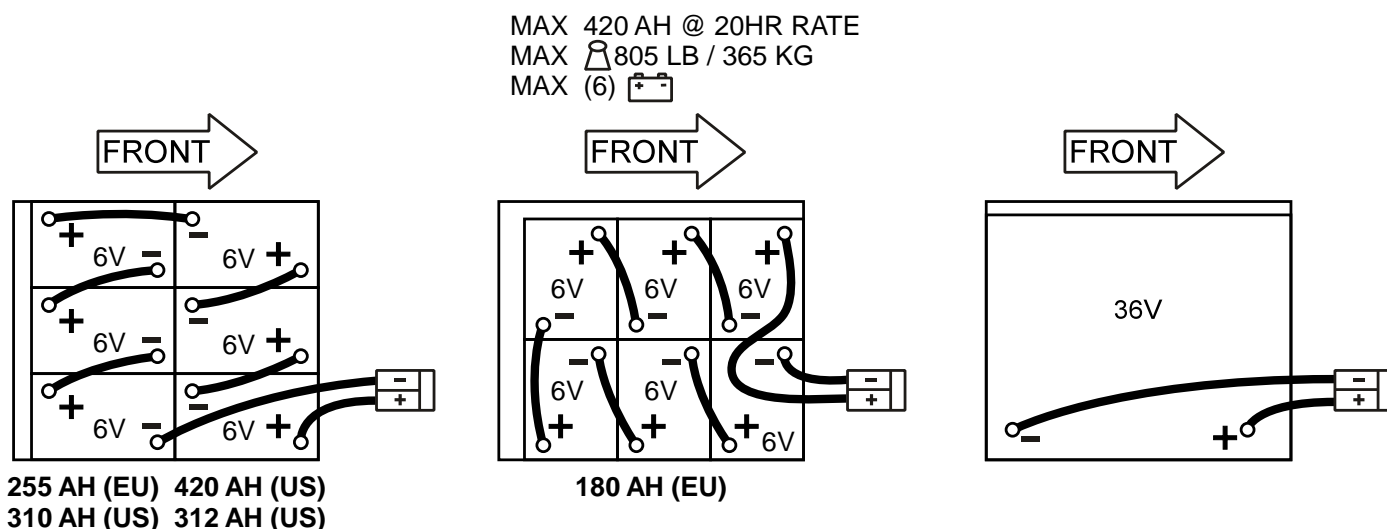 MAX 420 AH @ 20HR RATE
MAX 805 LB / 365 KG
MAX (6) + -
FRONT
FRONT
FRONT
+ -
6V - 6V +
+ -
6V - 6V +
+ -
6V - 6V +
- +
255 AH (EU) 420 AH (US)
310 AH (US) 312 AH (US)
+ + +
6V 6V 6V
- - -
- - -
6V 6V
+ + + 6V
- +
180 AH (EU)
36V
- +
- +